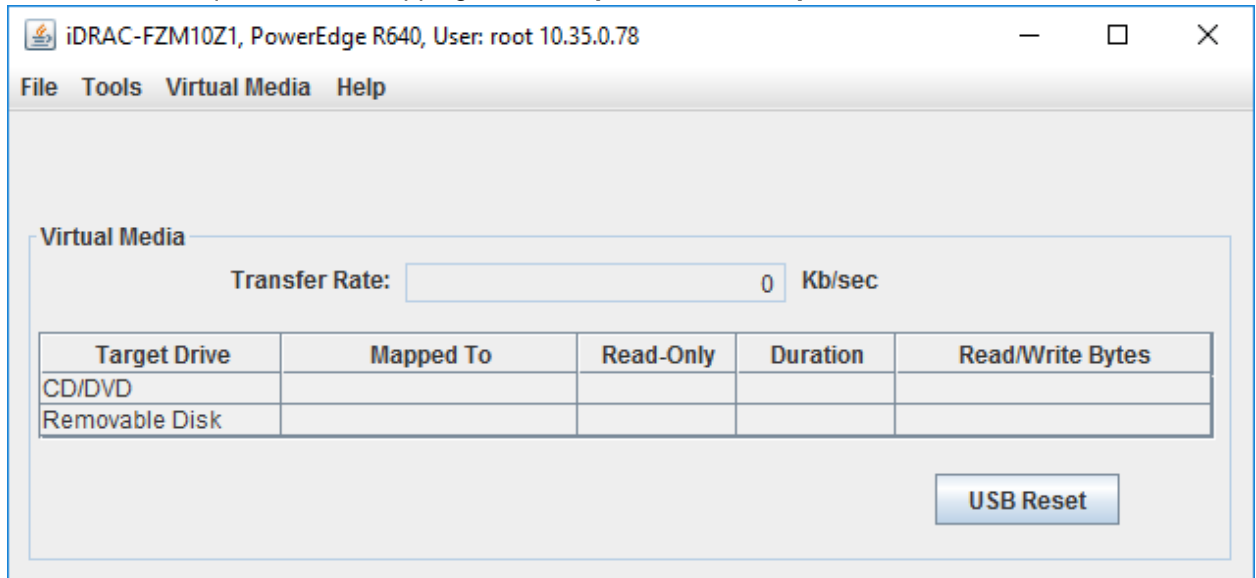 iDRAC-FZM10Z1, PowerEdge R640, User: root 10.35.0.78
File Tools Virtual Media Help
Virtual Media
Transfer Rate: 0 Kb/sec
Target Drive Mapped To Read-Only Duration Read/Write Bytes
CD/DVD
Removable Disk
USB Reset